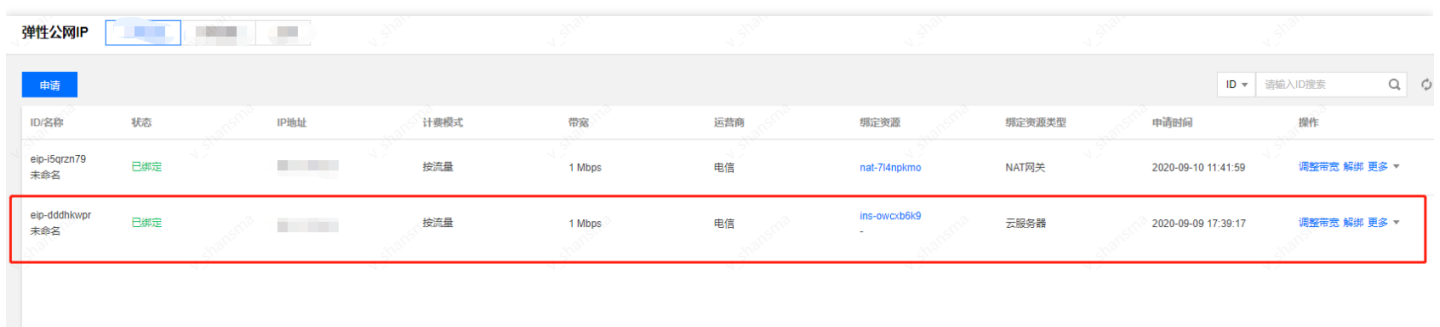 弹性公网IP
申请
ID
请输入ID搜索
ID/名称 状态 IP地址 计费模式 带宽 运营商 绑定资源 绑定资源类型 申请时间 操作
eip-i5qrzn79
未命名
已绑定 按流量 1 Mbps 电信 nat-7l4npkmo NAT网关 2020-09-10 11:41:59 调整带宽 解绑 更多
eip-dddhkwpr
未命名
已绑定 按流量 1 Mbps 电信 ins-owcxb6k9
-
云服务器 2020-09-09 17:39:17 调整带宽 解绑 更多
v_shansma